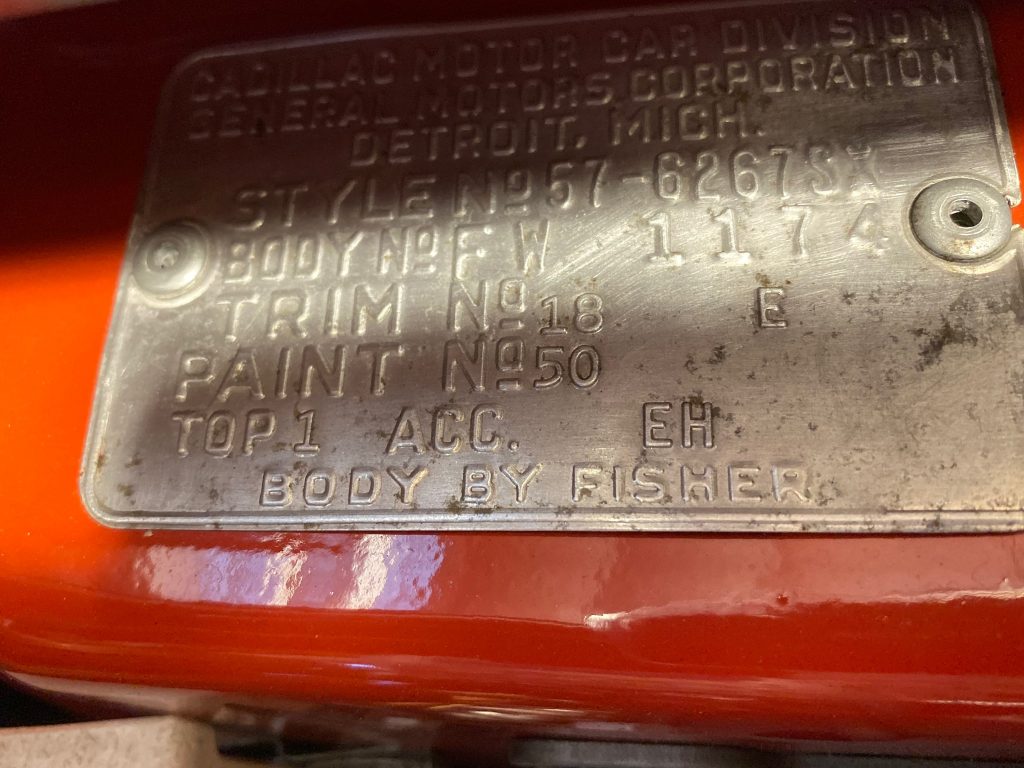 CADILLAC MOTOR CAR DIVISION
GENERAL MOTORS CORPORATION
DETROIT, MICH.
STYLE Nº 57-6267SX
BODY Nº FW 1174
TRIM Nº 18 E
PAINT Nº 50
TOP 1 ACC. EH
BODY BY FISHER